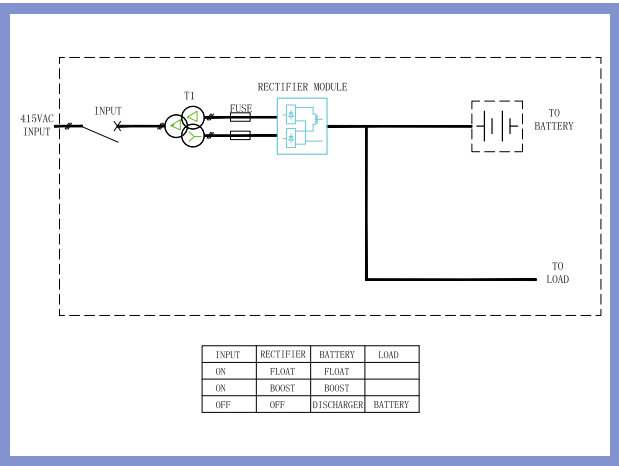 RECTIFIER MODULE
T1
INPUT
FUSE
415VAC
INPUT
TO
BATTERY
TO
LOAD
INPUT RECTIFIER BATTERY LOAD
ON FLOAT FLOAT
ON BOOST BOOST
OFF OFF DISCHARGER BATTERY